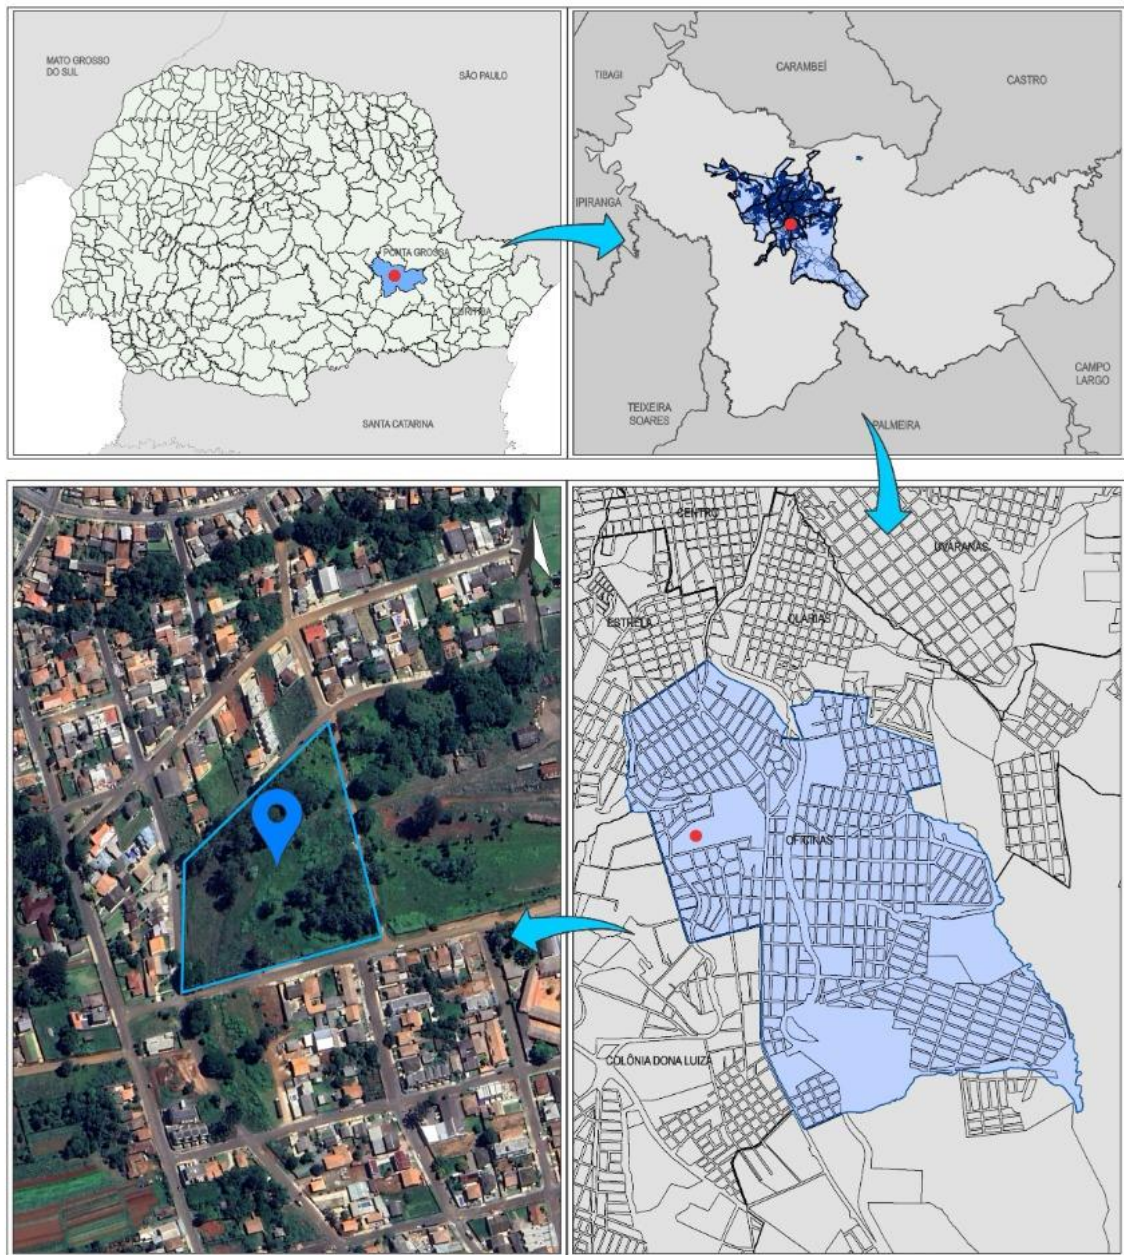 MATO GROSSO
DO SUL
SÃO PAULO
PONTA GROSSA
CURITIBA
SANTA CATARINA
TIBAGI
CARAMBEÍ
CASTRO
IPIRANGA
CAMPO
LARGO
TEIXEIRA
SOARES
PALMEIRA
N
CENTRO
UVARANAS
ESTRELA
OLARIAS
OFICINAS
COLÔNIA DONA LUIZA